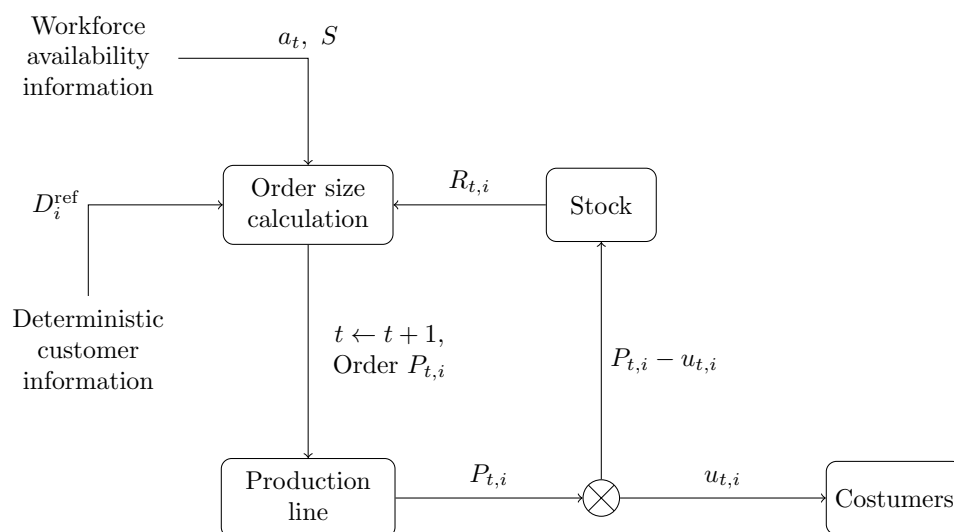 Workforce
availability
information
a_t, S
D_i^ref
Order size
calculation
R_{t,i}
Stock
Deterministic
customer
information
t ← t + 1,
Order P_{t,i}
P_{t,i} − u_{t,i}
Production
line
P_{t,i}
u_{t,i}
Costumers